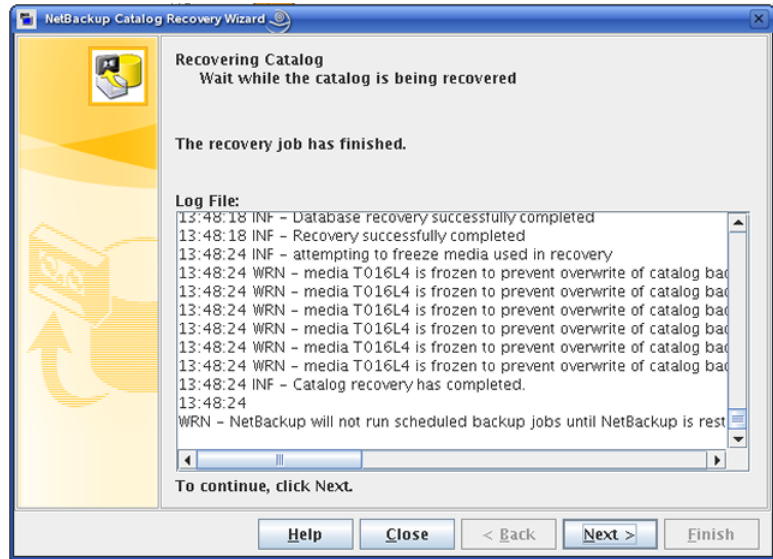 NetBackup Catalog Recovery Wizard
Recovering Catalog
Wait while the catalog is being recovered
The recovery job has finished.
Log File:
13:48:18 INF - Database recovery successfully completed
13:48:18 INF - Recovery successfully completed
13:48:24 INF - attempting to freeze media used in recovery
13:48:24 WRN - media T016L4 is frozen to prevent overwrite of catalog bac
13:48:24 WRN - media T016L4 is frozen to prevent overwrite of catalog bac
13:48:24 WRN - media T016L4 is frozen to prevent overwrite of catalog bac
13:48:24 WRN - media T016L4 is frozen to prevent overwrite of catalog bac
13:48:24 WRN - media T016L4 is frozen to prevent overwrite of catalog bac
13:48:24 WRN - media T016L4 is frozen to prevent overwrite of catalog bac
13:48:24 INF - Catalog recovery has completed.
13:48:24
WRN - NetBackup will not run scheduled backup jobs until NetBackup is rest
To continue, click Next.
Help Close < Back Next > Finish